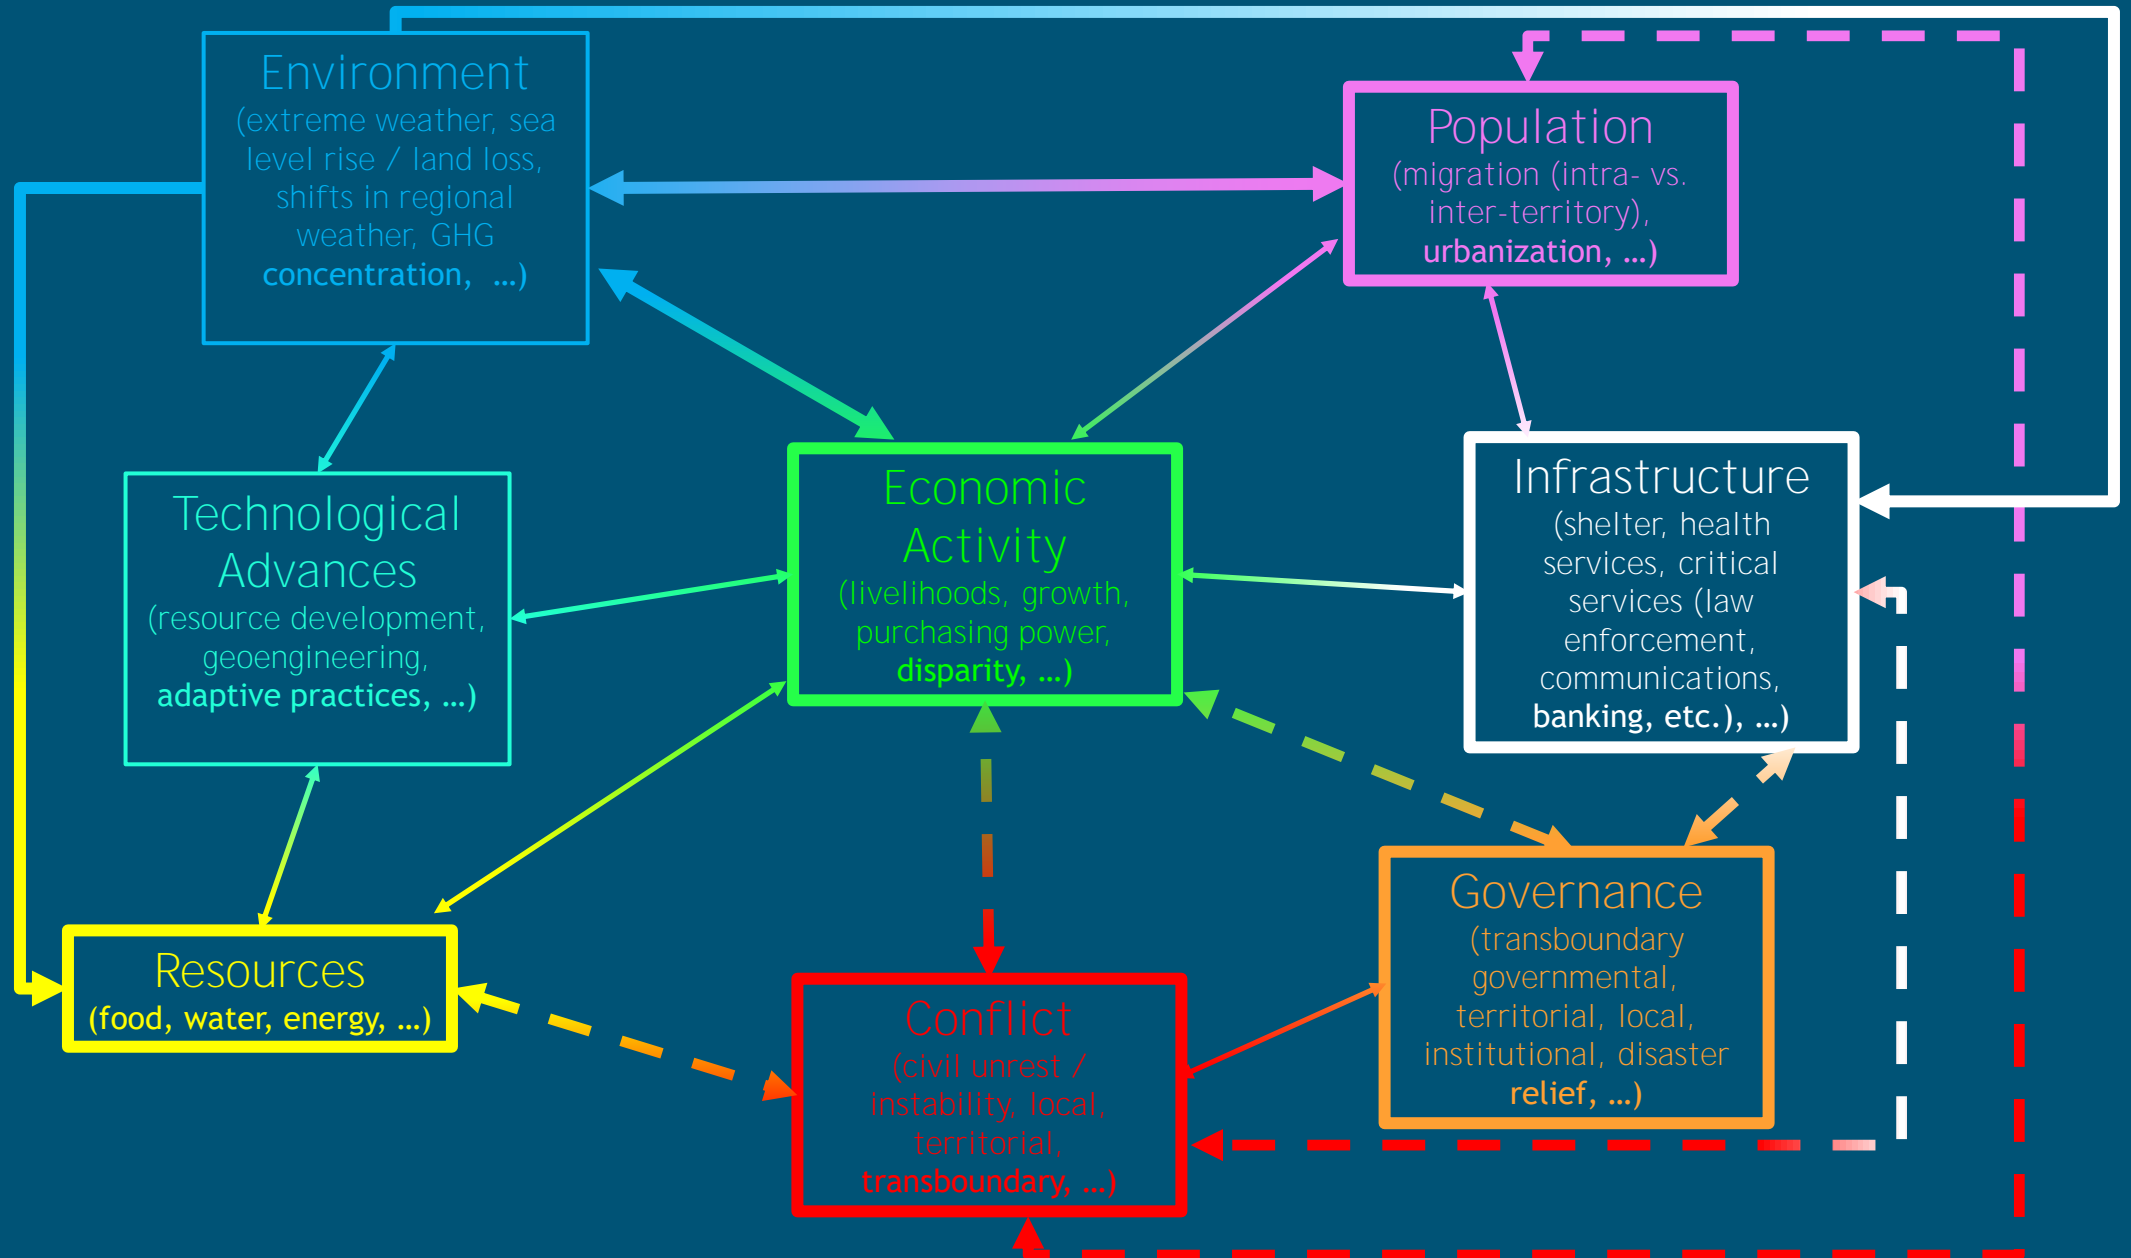 Environment
(extreme weather, sea
level rise / land loss,
shifts in regional
weather, GHG
concentration, ...)
Population
(migration (intra- vs.
inter-territory),
urbanization, ...)
Technological
Advances
(resource development,
geoengineering,
adaptive practices, ...)
Economic
Activity
(livelihoods, growth,
purchasing power,
disparity, ...)
Infrastructure
(shelter, health
services, critical
services (law
enforcement,
communications,
banking, etc.), ...)
Resources
(food, water, energy, ...)
Conflict
(civil unrest /
instability, local,
territorial,
transboundary, ...)
Governance
(transboundary
governmental,
territorial, local,
institutional, disaster
relief, ...)